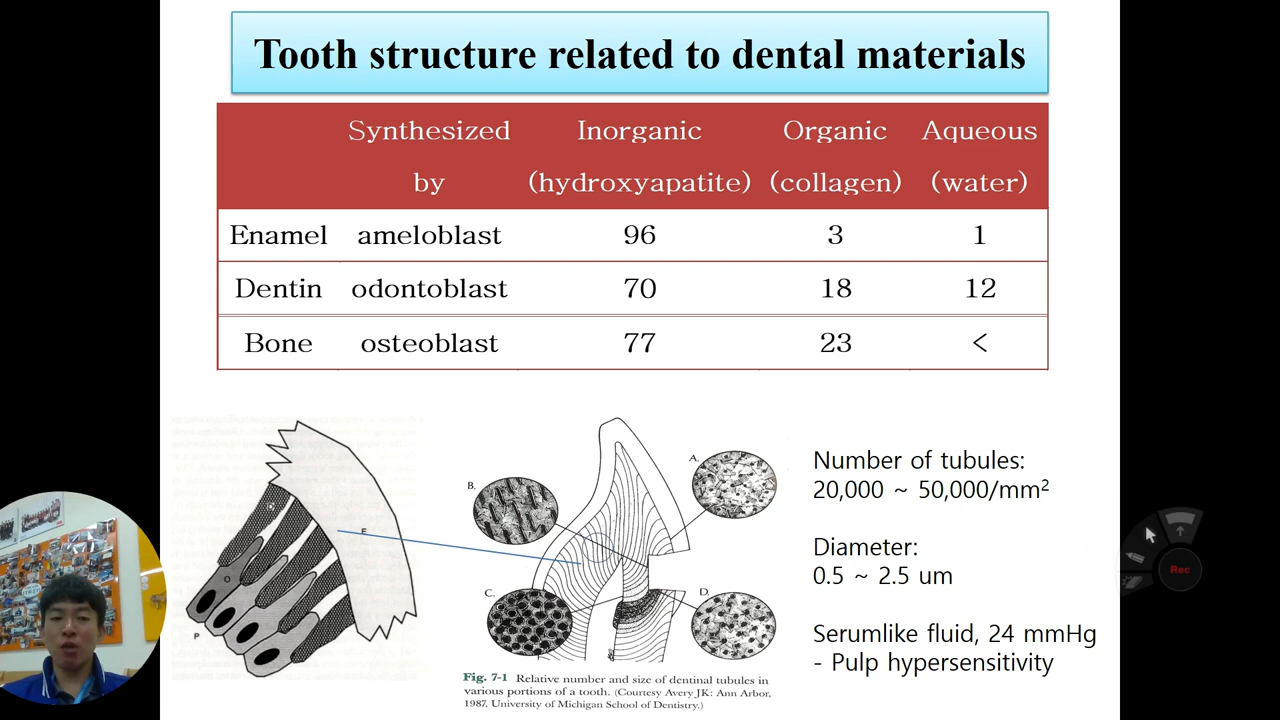 Tooth structure related to dental materials
Synthesized by Inorganic (hydroxyapatite) Organic (collagen) Aqueous (water)
Enamel ameloblast 96 3 1
Dentin odontoblast 70 18 12
Bone osteoblast 77 23 <
E
O
P
A.
B.
C.
D.
Fig. 7-1 Relative number and size of dentinal tubules in
various portions of a tooth. (Courtesy Avery JK: Ann Arbor,
1987, University of Michigan School of Dentistry.)
Number of tubules:
20,000 ~ 50,000/mm²
Diameter:
0.5 ~ 2.5 um
Serumlike fluid, 24 mmHg
- Pulp hypersensitivity
Rec